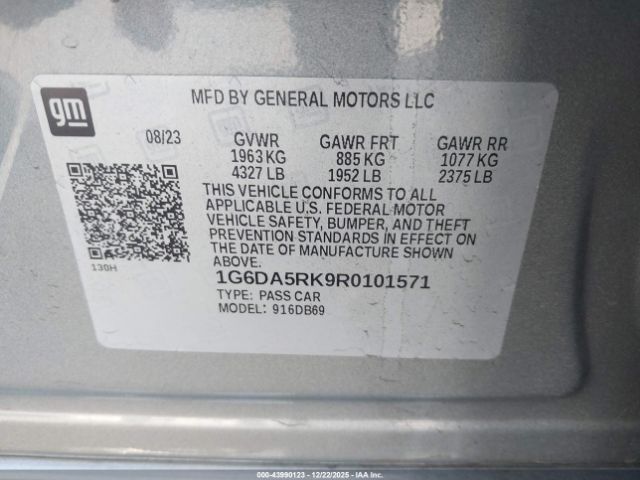 gm
MFD BY GENERAL MOTORS LLC
08/23 GVWR GAWR FRT GAWR RR
1963 KG 885 KG 1077 KG
4327 LB 1952 LB 2375 LB
THIS VEHICLE CONFORMS TO ALL
APPLICABLE U.S. FEDERAL MOTOR
VEHICLE SAFETY, BUMPER, AND THEFT
PREVENTION STANDARDS IN EFFECT ON
THE DATE OF MANUFACTURE SHOWN
ABOVE.
130H
1G6DA5RK9R0101571
TYPE: PASS CAR
MODEL: 916DB69
000-43990123 - 12/22/2025 - IAA Inc.